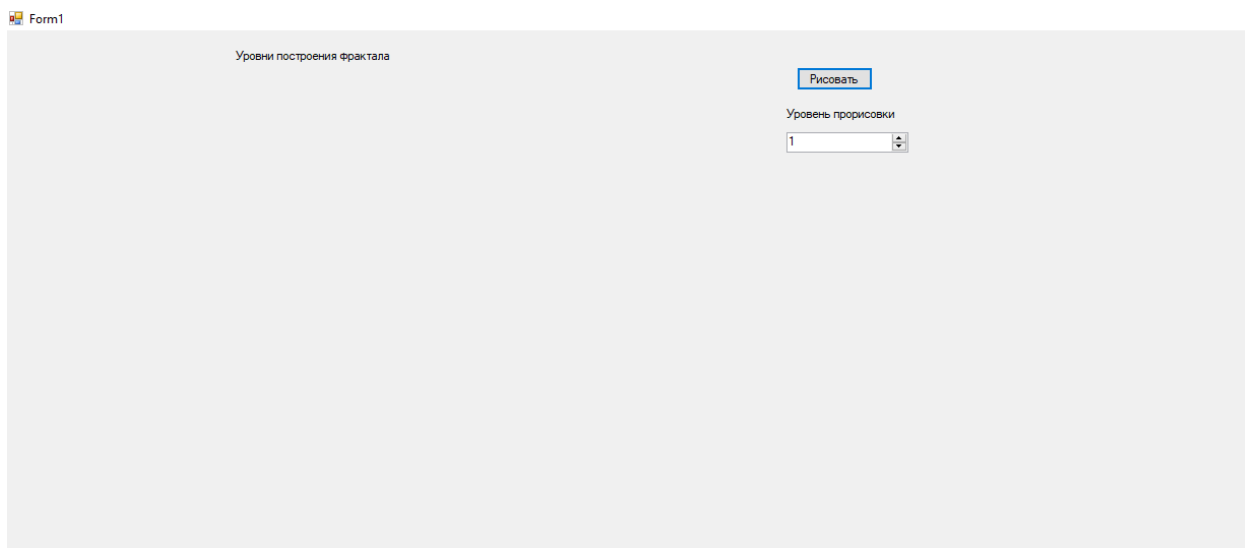 Form1
Уровни построения фрактала
Рисовать
Уровень прорисовки
1